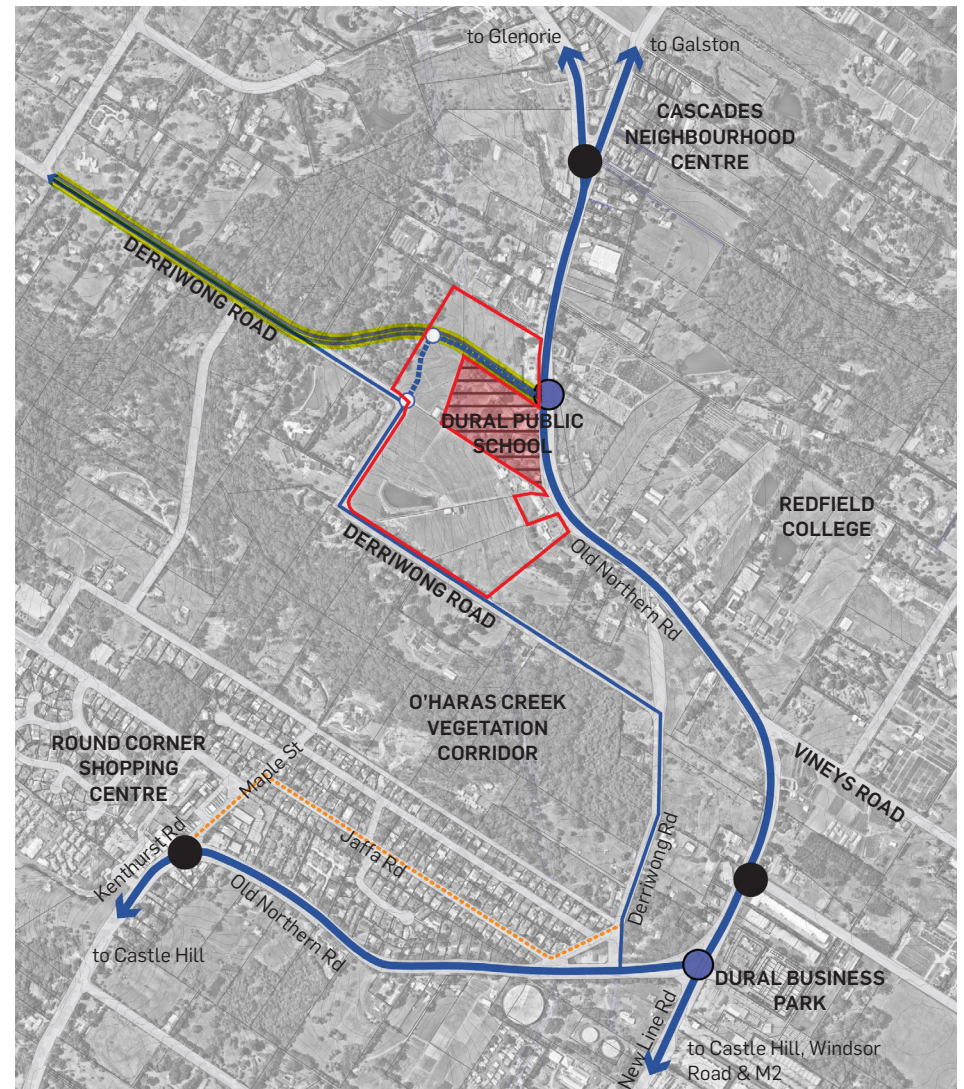 to Glenorie
to Galston
CASCADES
NEIGHBOURHOOD
CENTRE
DERRIWONG ROAD
DURAL PUBLIC
SCHOOL
REDFIELD
COLLEGE
DERRIWONG ROAD
Old Northern Rd
O'HARAS CREEK
VEGETATION
CORRIDOR
ROUND CORNER
SHOPPING
CENTRE
Maple St
VINEYS ROAD
Kenthurst Rd
Jaffa Rd
Derriwong Rd
Old Northern Rd
to Castle Hill
DURAL BUSINESS
PARK
New Line Rd
to Castle Hill, Windsor
Road & M2